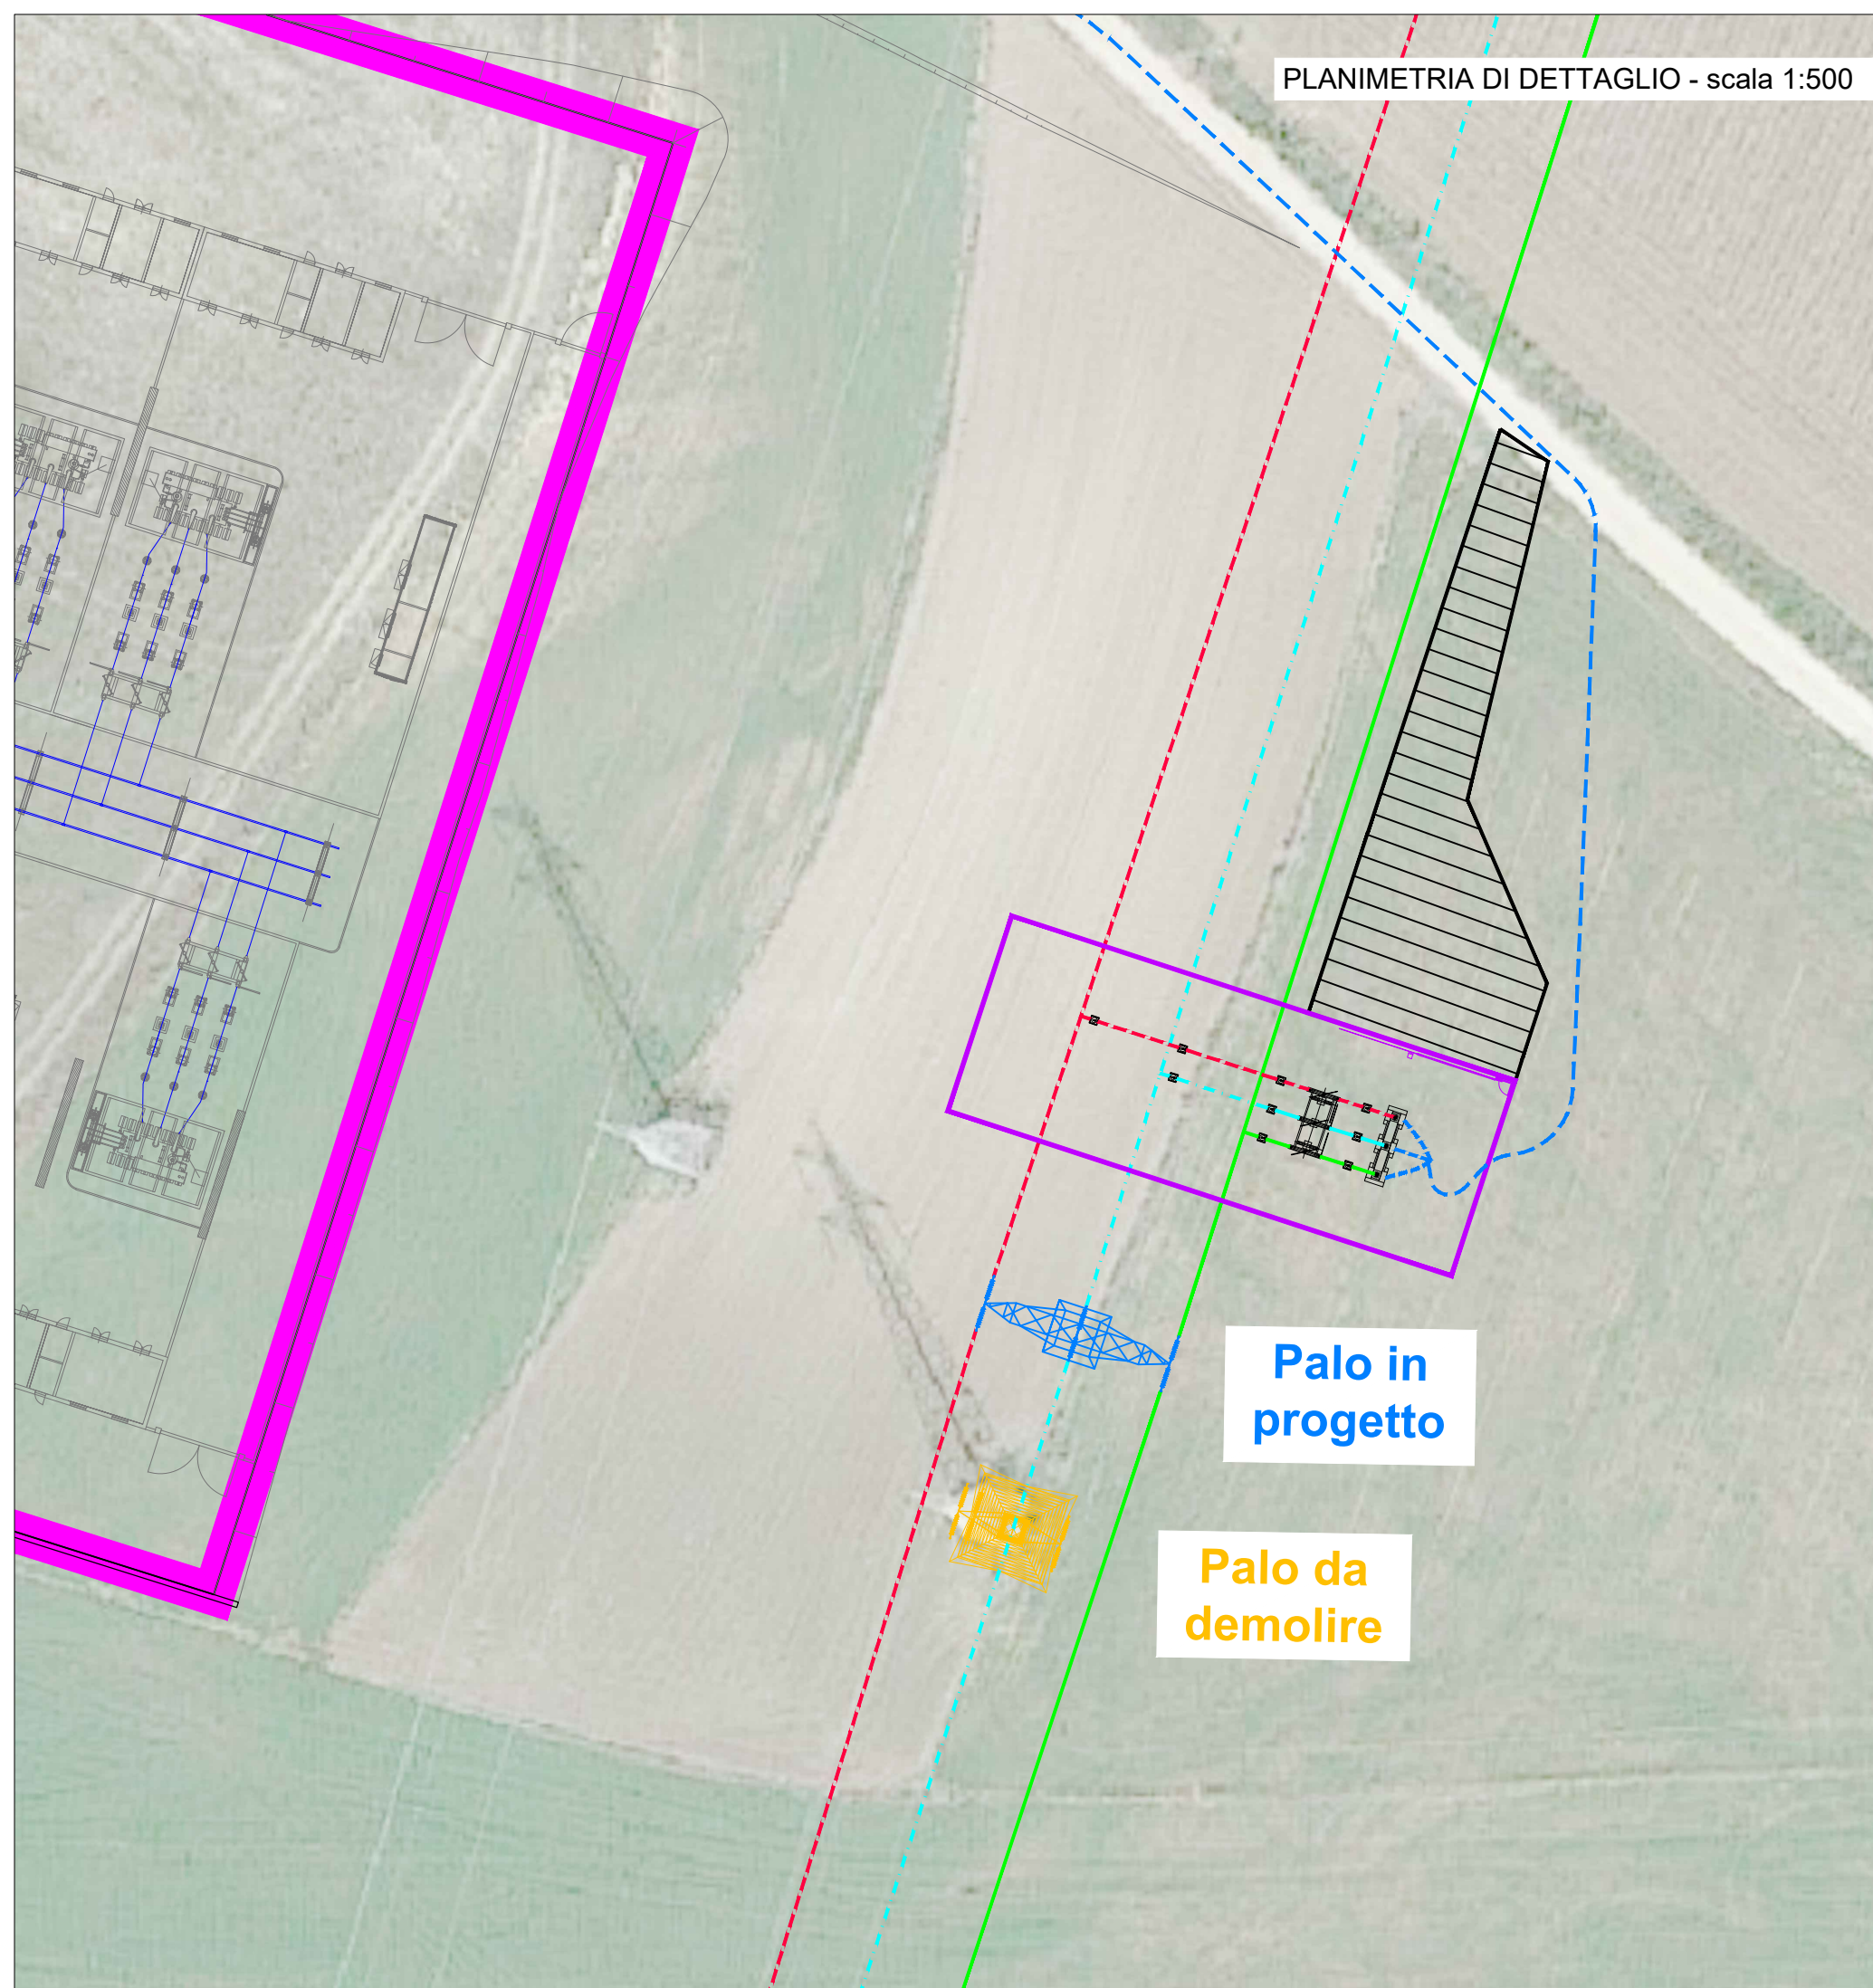 PLANIMETRIA DI DETTAGLIO - scala 1:500
Palo in
progetto
Palo da
demolire